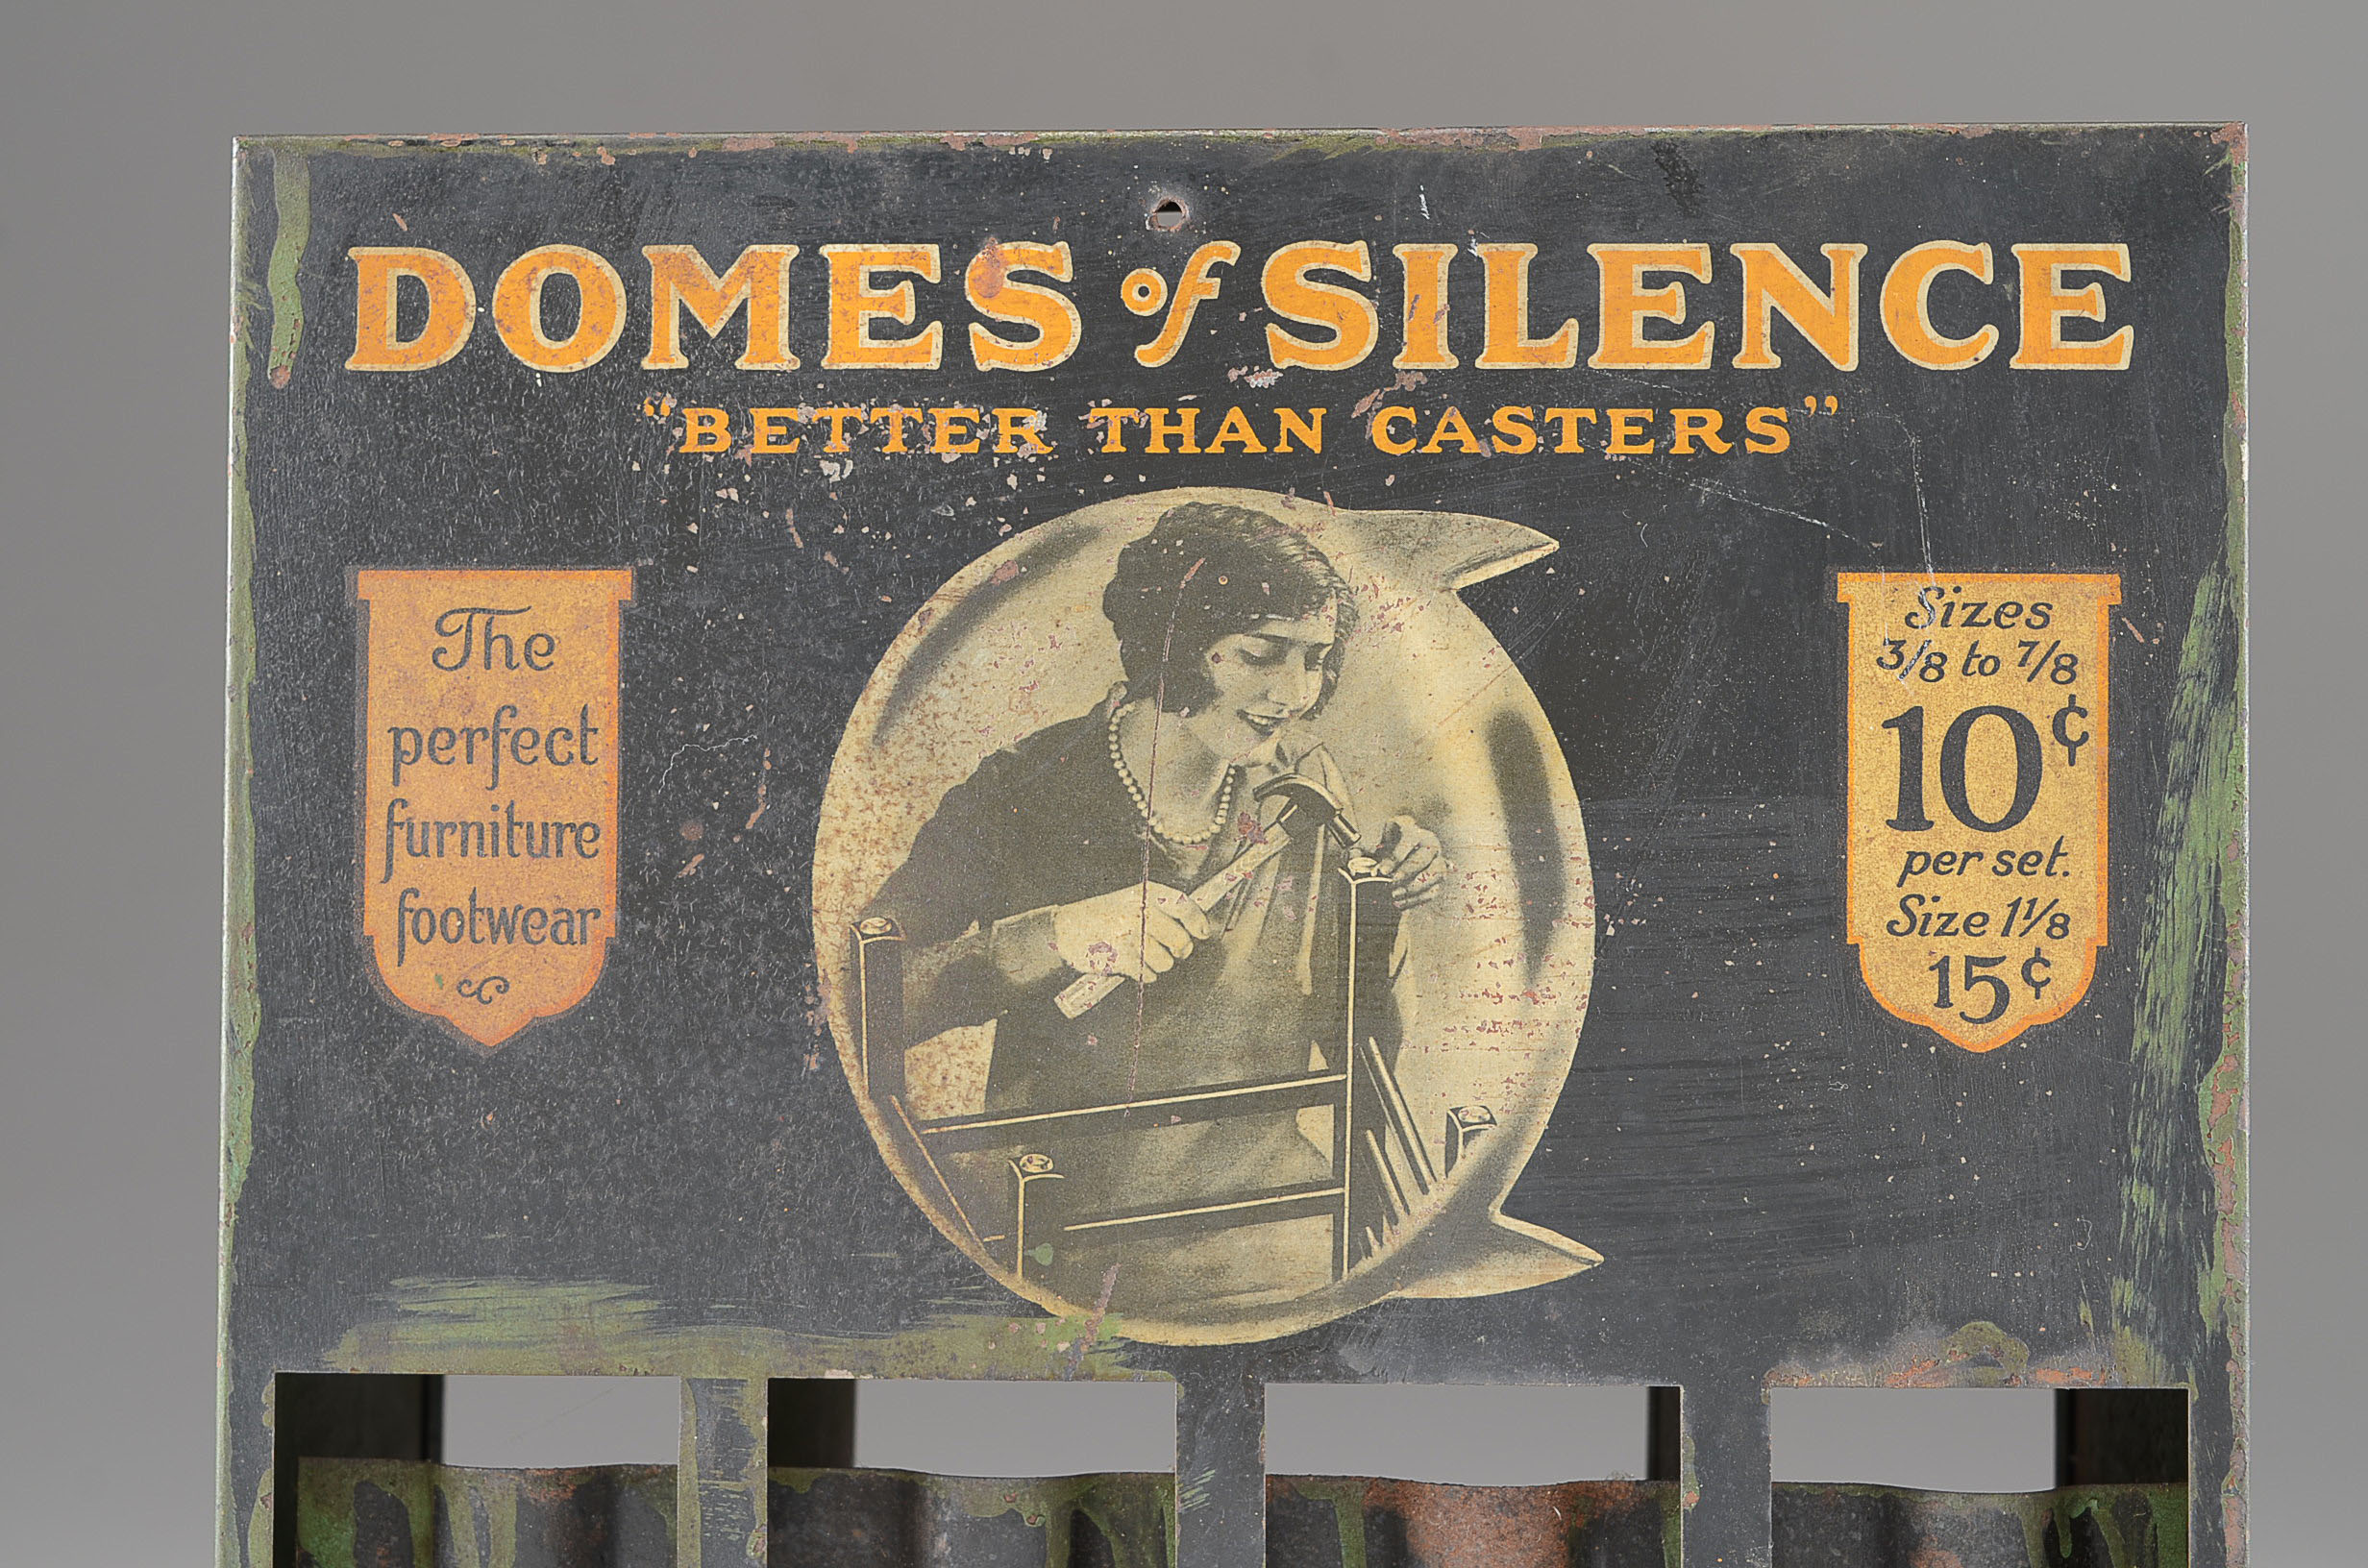 DOMES of SILENCE
"BETTER THAN CASTERS"
The
perfect
furniture
footwear
Sizes
3/8 to 7/8
10¢
per set.
Size 1 1/8
15¢